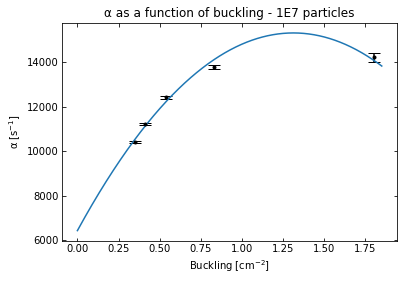 α as a function of buckling - 1E7 particles
α [s⁻¹]
14000
12000
10000
8000
6000
0.00 0.25 0.50 0.75 1.00 1.25 1.50 1.75
Buckling [cm⁻²]